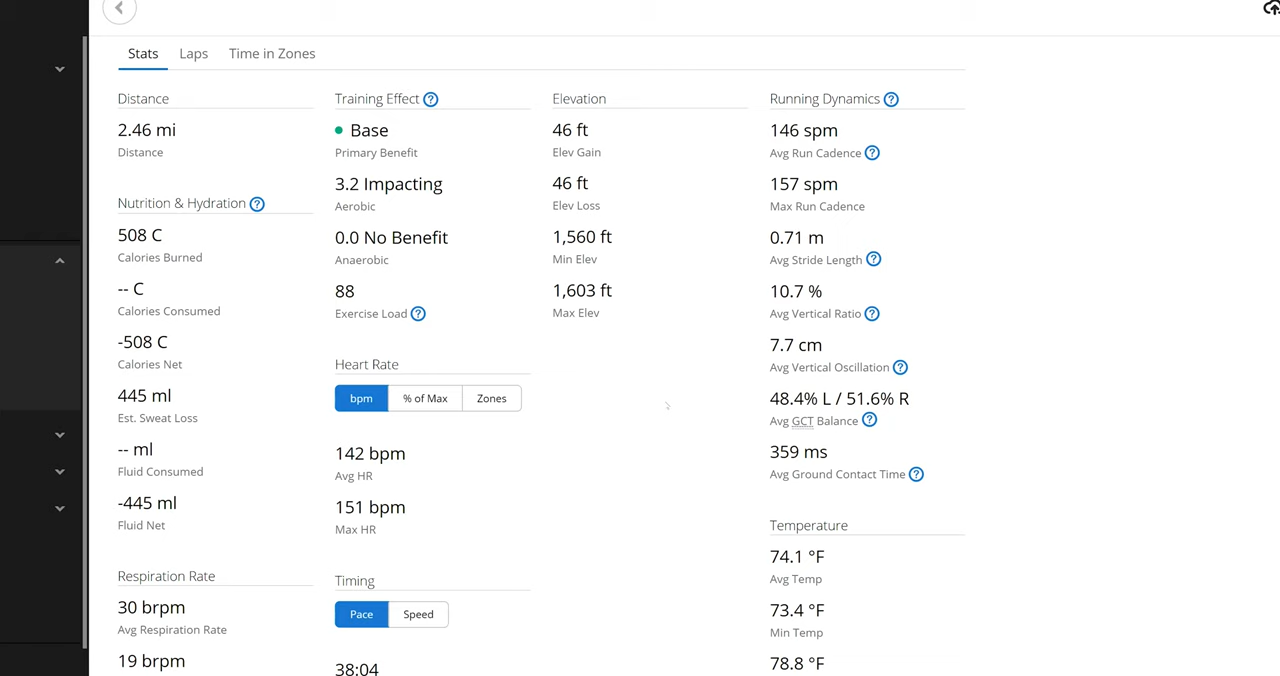 Stats
Laps
Time in Zones
Distance
2.46 mi
Distance
Nutrition & Hydration
508 C
Calories Burned
-- C
Calories Consumed
-508 C
Calories Net
445 ml
Est. Sweat Loss
-- ml
Fluid Consumed
-445 ml
Fluid Net
Respiration Rate
30 brpm
Avg Respiration Rate
19 brpm
Training Effect ?
Base
Primary Benefit
3.2 Impacting
Aerobic
0.0 No Benefit
Anaerobic
88
Exercise Load ?
Heart Rate
bpm
% of Max
Zones
142 bpm
Avg HR
151 bpm
Max HR
Timing
Pace
Speed
38:04
Elevation
46 ft
Elev Gain
46 ft
Elev Loss
1,560 ft
Min Elev
1,603 ft
Max Elev
Running Dynamics ?
146 spm
Avg Run Cadence ?
157 spm
Max Run Cadence
0.71 m
Avg Stride Length ?
10.7 %
Avg Vertical Ratio ?
7.7 cm
Avg Vertical Oscillation ?
48.4% L / 51.6% R
Avg GCT Balance ?
359 ms
Avg Ground Contact Time ?
Temperature
74.1 °F
Avg Temp
73.4 °F
Min Temp
78.8 °F